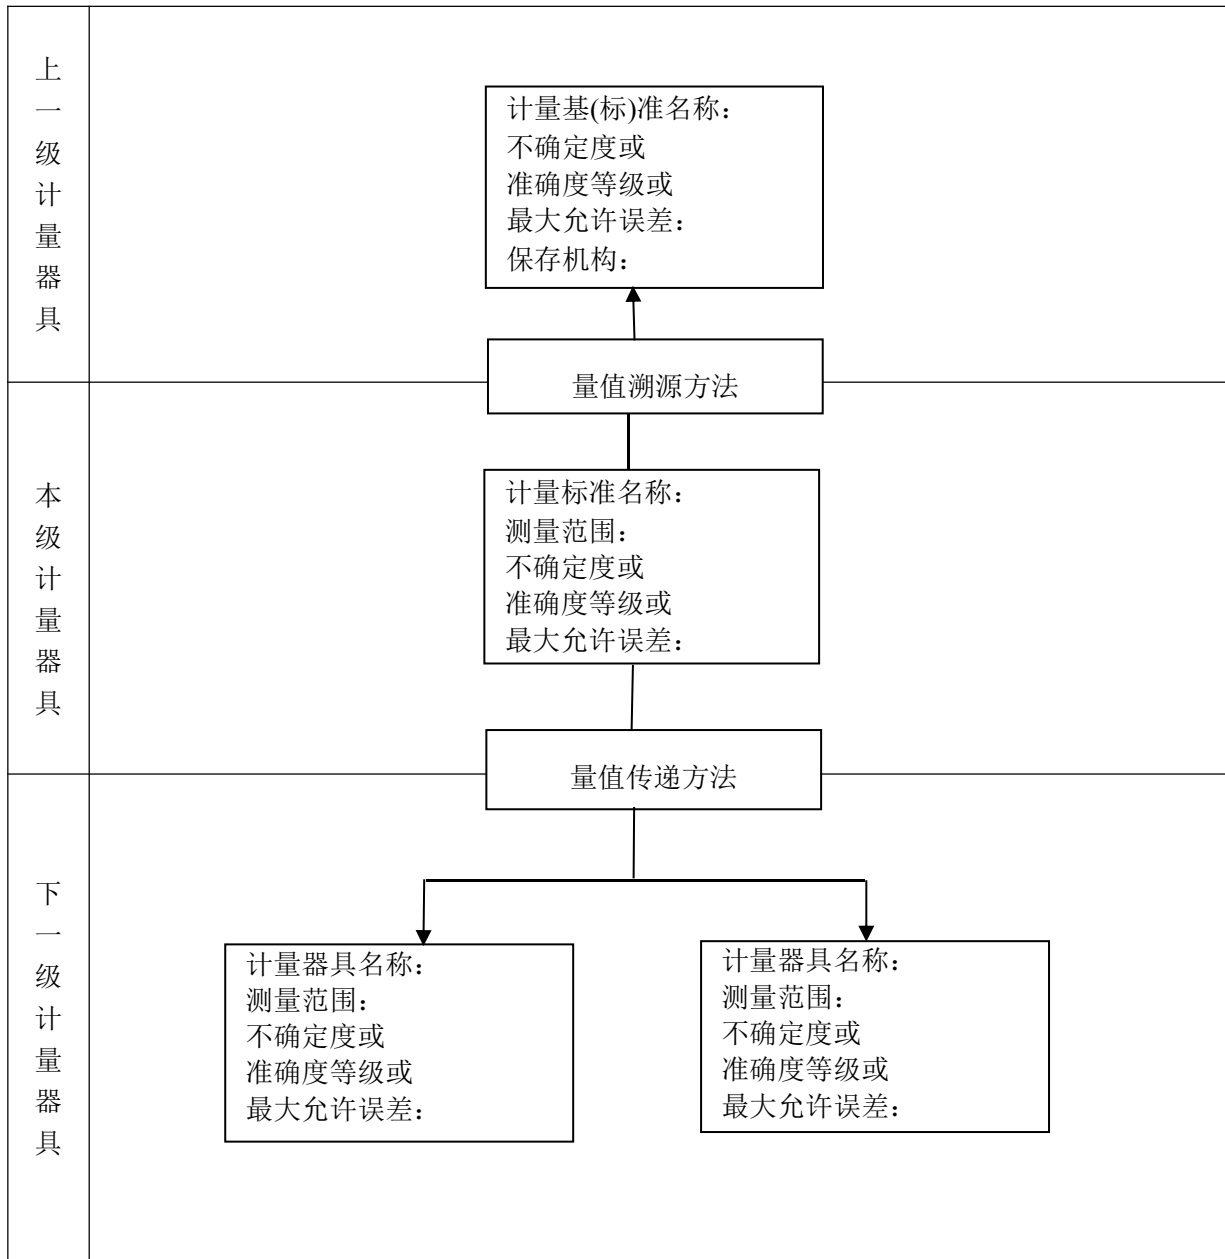 上一级计量器具
计量基(标)准名称：
不确定度或
准确度等级或
最大允许误差：
保存机构：
量值溯源方法
本级计量器具
计量标准名称：
测量范围：
不确定度或
准确度等级或
最大允许误差：
量值传递方法
下一级计量器具
计量器具名称：
测量范围：
不确定度或
准确度等级或
最大允许误差：
计量器具名称：
测量范围：
不确定度或
准确度等级或
最大允许误差：